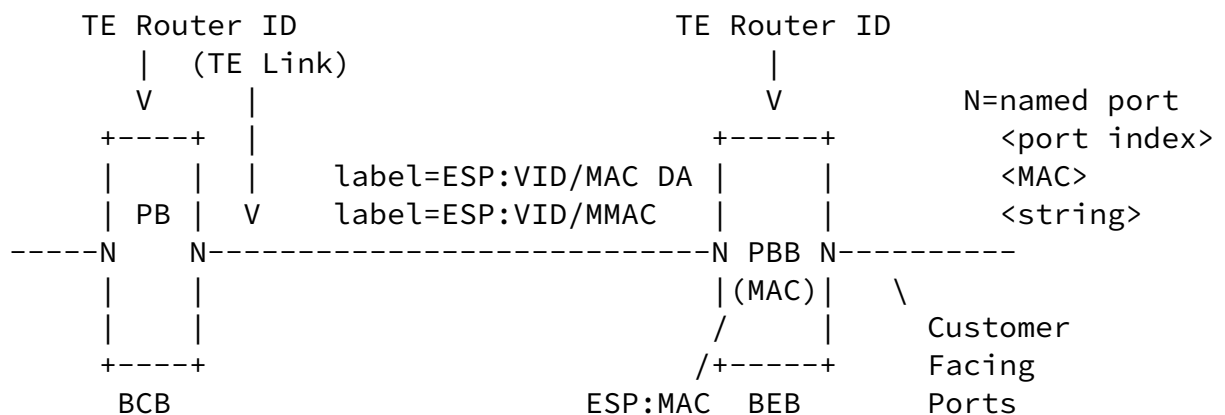 TE Router ID TE Router ID
| (TE Link) |
V | V N=named port
+----+ | +-----+ <port index>
| | | label=ESP:VID/MAC DA | | <MAC>
| PB | V label=ESP:VID/MMAC | | <string>
-----N N----------------------------N PBB N----------
| | |(MAC)| \
| | / | Customer
+----+ /+-----+ Facing
BCB ESP:MAC BEB Ports